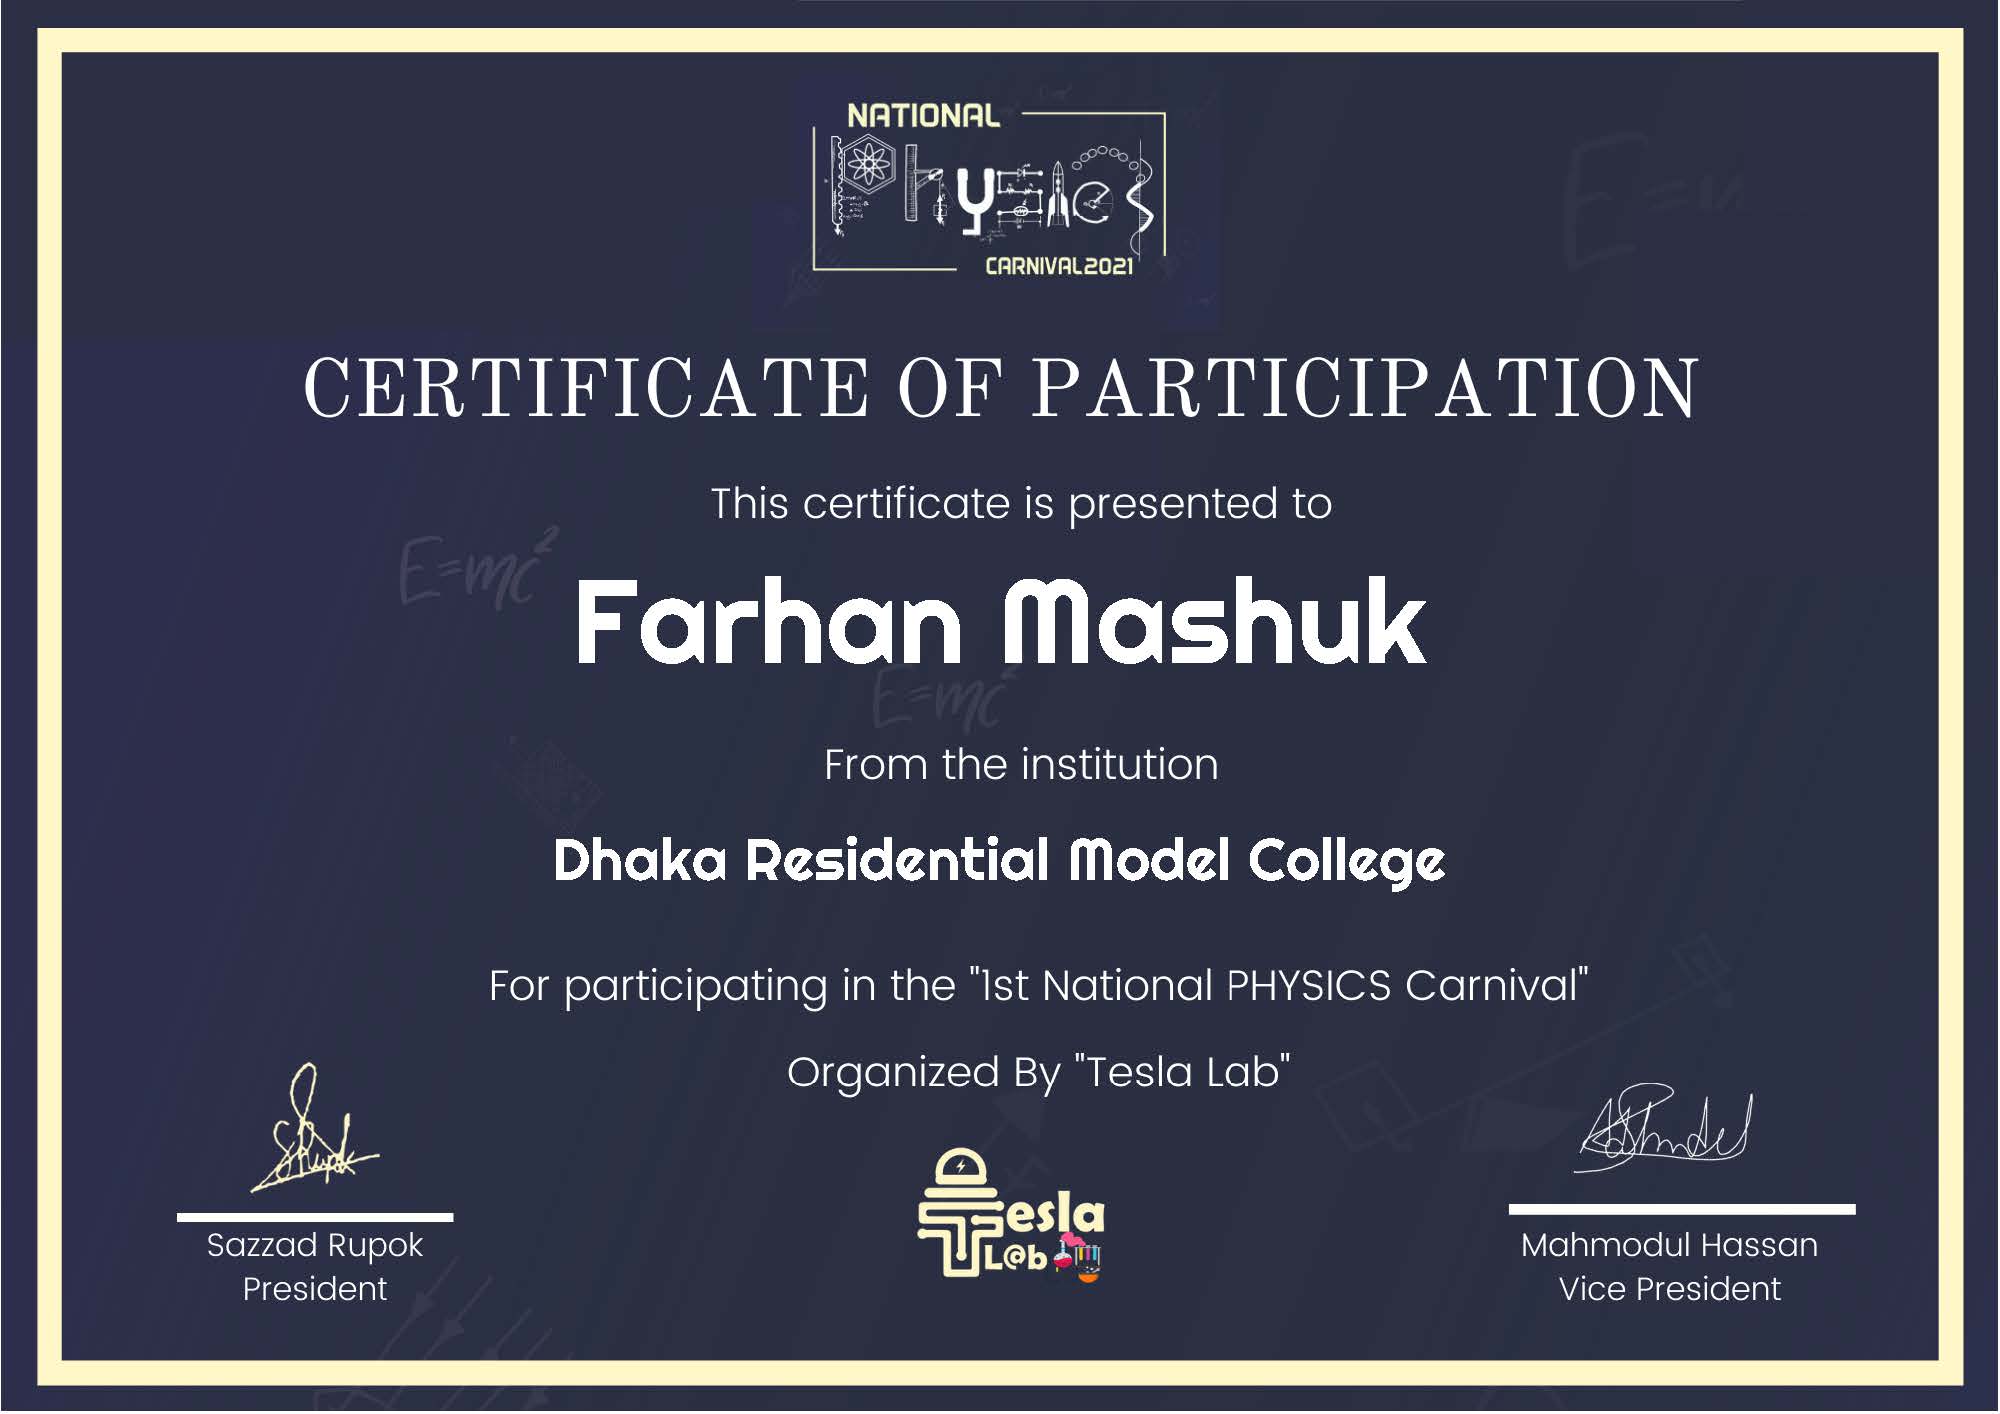 NATIONAL
Physics
CARNIVAL2021
CERTIFICATE OF PARTICIPATION
This certificate is presented to
E=mc²
Farhan Mashuk
E=mc²
From the institution
Dhaka Residential Model College
For participating in the "1st National PHYSICS Carnival"
Organized By "Tesla Lab"
Tesla
L@b
Sazzad Rupok
President
Mahmodul Hassan
Vice President